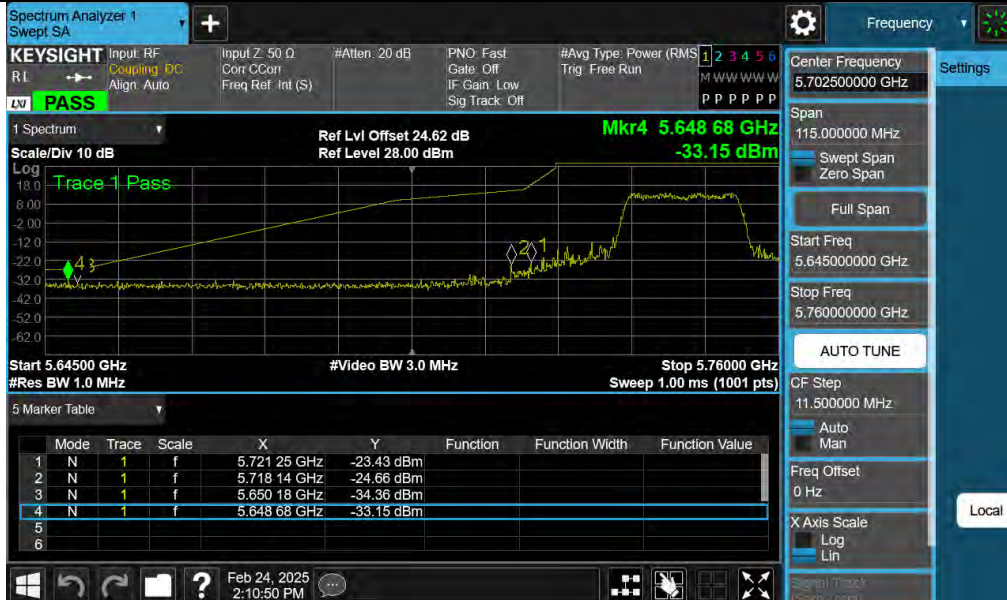 Spectrum Analyzer 1
Swept SA
+
Frequency
KEYSIGHT
Input: RF
Input Z: 50 Ω
#Atten: 20 dB
PNO: Fast
#Avg Type: Power (RMS
1 2 3 4 5 6
RL
Coupling: DC
Corr CCorr
Gate: Off
Trig: Free Run
Align: Auto
Freq Ref: Int (S)
IF Gain: Low
M W W W W W
Sig Track: Off
P P P P P P
LXI
PASS
Center Frequency
5.702500000 GHz
Settings
Span
115.000000 MHz
Swept Span
Zero Span
Full Span
Start Freq
5.645000000 GHz
Stop Freq
5.760000000 GHz
AUTO TUNE
CF Step
11.500000 MHz
Auto
Man
Freq Offset
0 Hz
X Axis Scale
Log
Lin
Local
1 Spectrum
Ref Lvl Offset 24.62 dB
Mkr4 5.648 68 GHz
Scale/Div 10 dB
Ref Level 28.00 dBm
-33.15 dBm
Log
Trace 1 Pass
18.0
8.00
-2.00
-12.0
-22.0
-32.0
-42.0
-52.0
-62.0
4 3
2 1
Start 5.64500 GHz
#Video BW 3.0 MHz
Stop 5.76000 GHz
#Res BW 1.0 MHz
Sweep 1.00 ms (1001 pts)
5 Marker Table
Mode Trace Scale X Y Function Function Width Function Value
1 N 1 f 5.721 25 GHz -23.43 dBm
2 N 1 f 5.718 14 GHz -24.66 dBm
3 N 1 f 5.650 18 GHz -34.36 dBm
4 N 1 f 5.648 68 GHz -33.15 dBm
5
6
?
Feb 24, 2025
2:10:50 PM